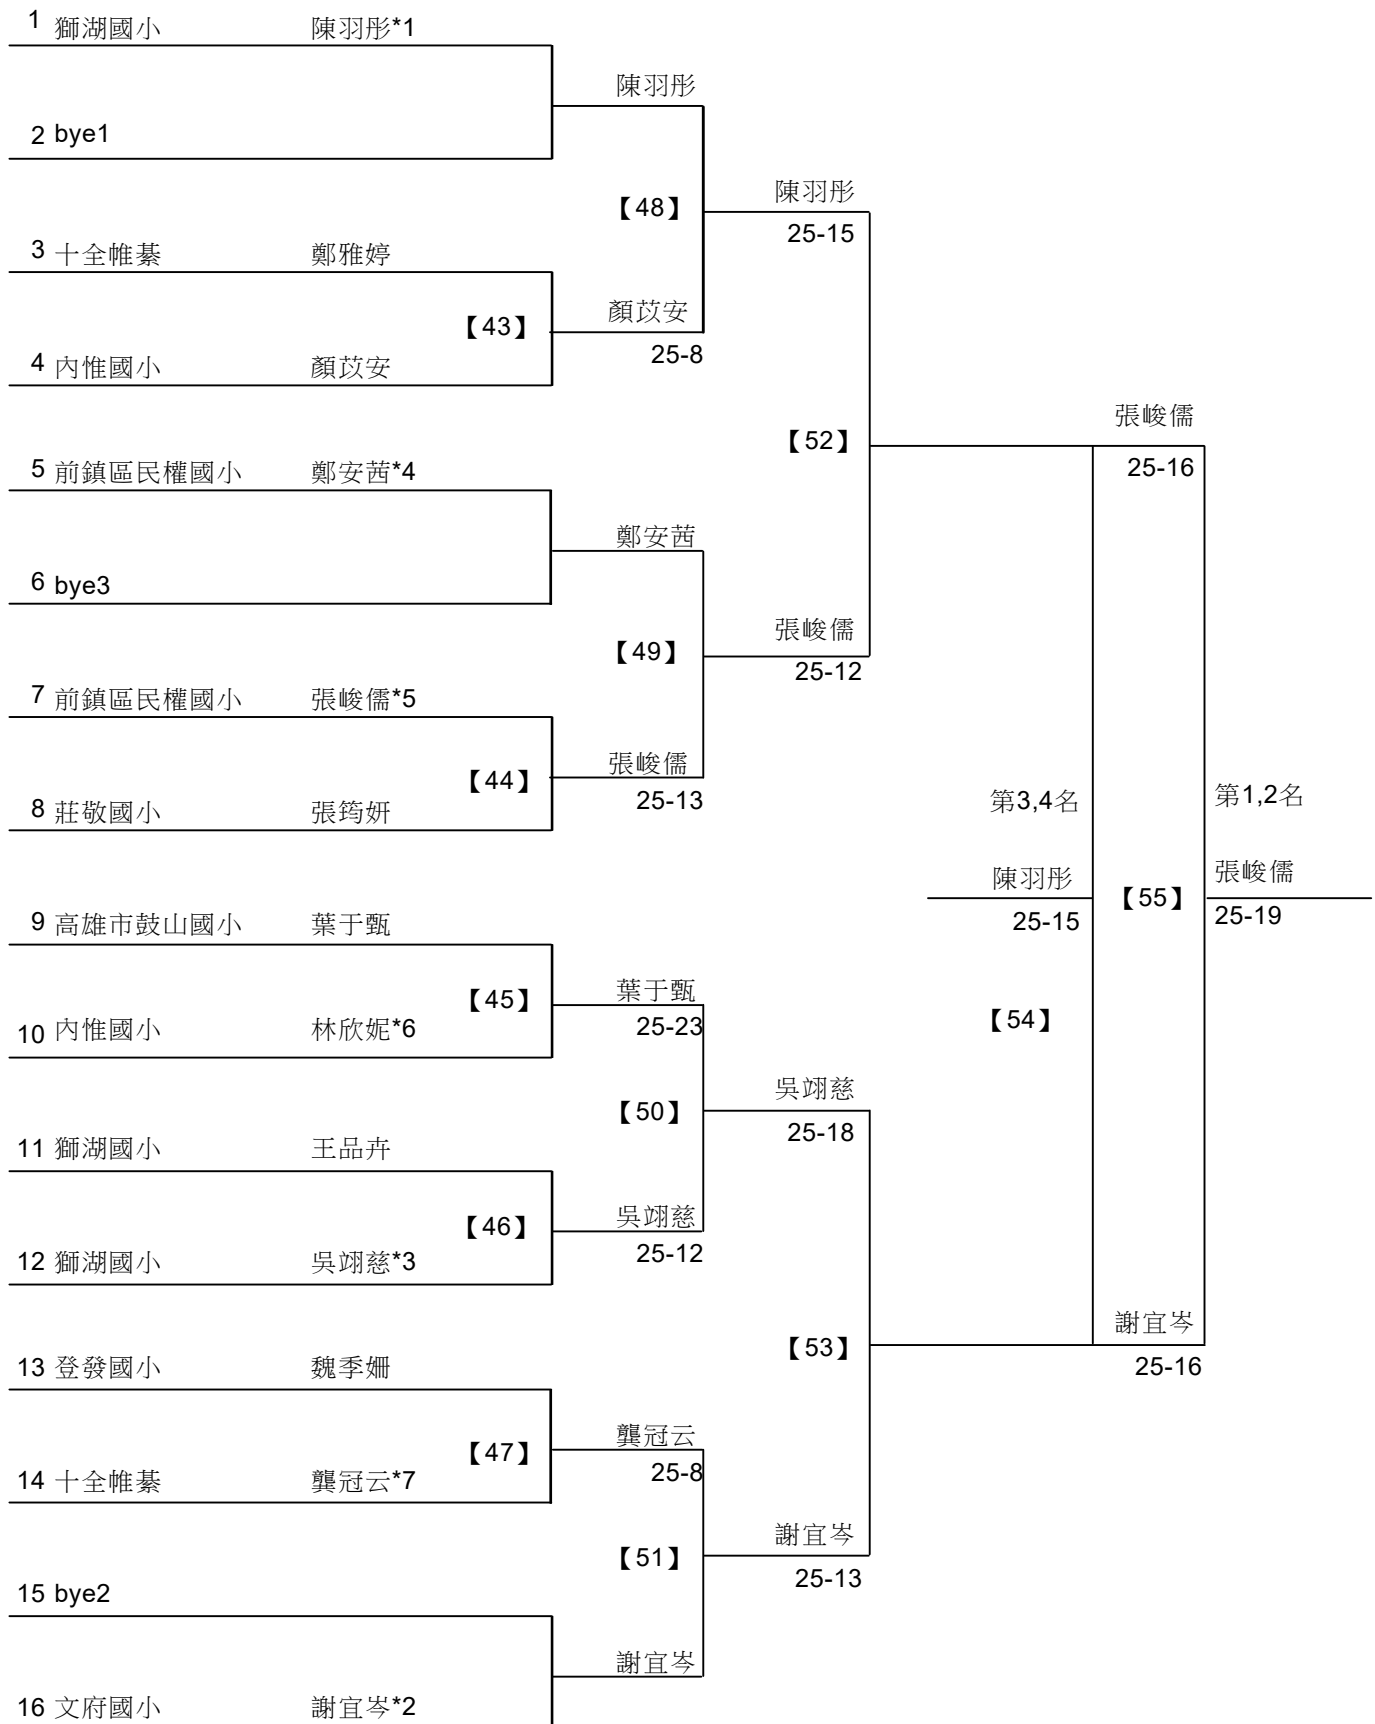 1 獅湖國小 陳羽彤*1
陳羽彤
2 bye1
陳羽彤
【48】
25-15
3 十全帷綦 鄭雅婷
顏苡安
【43】
25-8
4 內惟國小 顏苡安
張峻儒
【52】
5 前鎮區民權國小 鄭安茜*4
25-16
鄭安茜
6 bye3
張峻儒
【49】
25-12
7 前鎮區民權國小 張峻儒*5
張峻儒
【44】
25-13
8 莊敬國小 張筠妍
第3,4名
第1,2名
陳羽彤
張峻儒
【55】
25-15
25-19
9 高雄市鼓山國小 葉于甄
葉于甄
【45】
25-23
【54】
10 內惟國小 林欣妮*6
吳翊慈
【50】
25-18
11 獅湖國小 王品卉
吳翊慈
【46】
25-12
12 獅湖國小 吳翊慈*3
謝宜岑
【53】
25-16
13 登發國小 魏季姍
龔冠云
【47】
25-8
14 十全帷綦 龔冠云*7
謝宜岑
【51】
25-13
15 bye2
謝宜岑
16 文府國小 謝宜岑*2